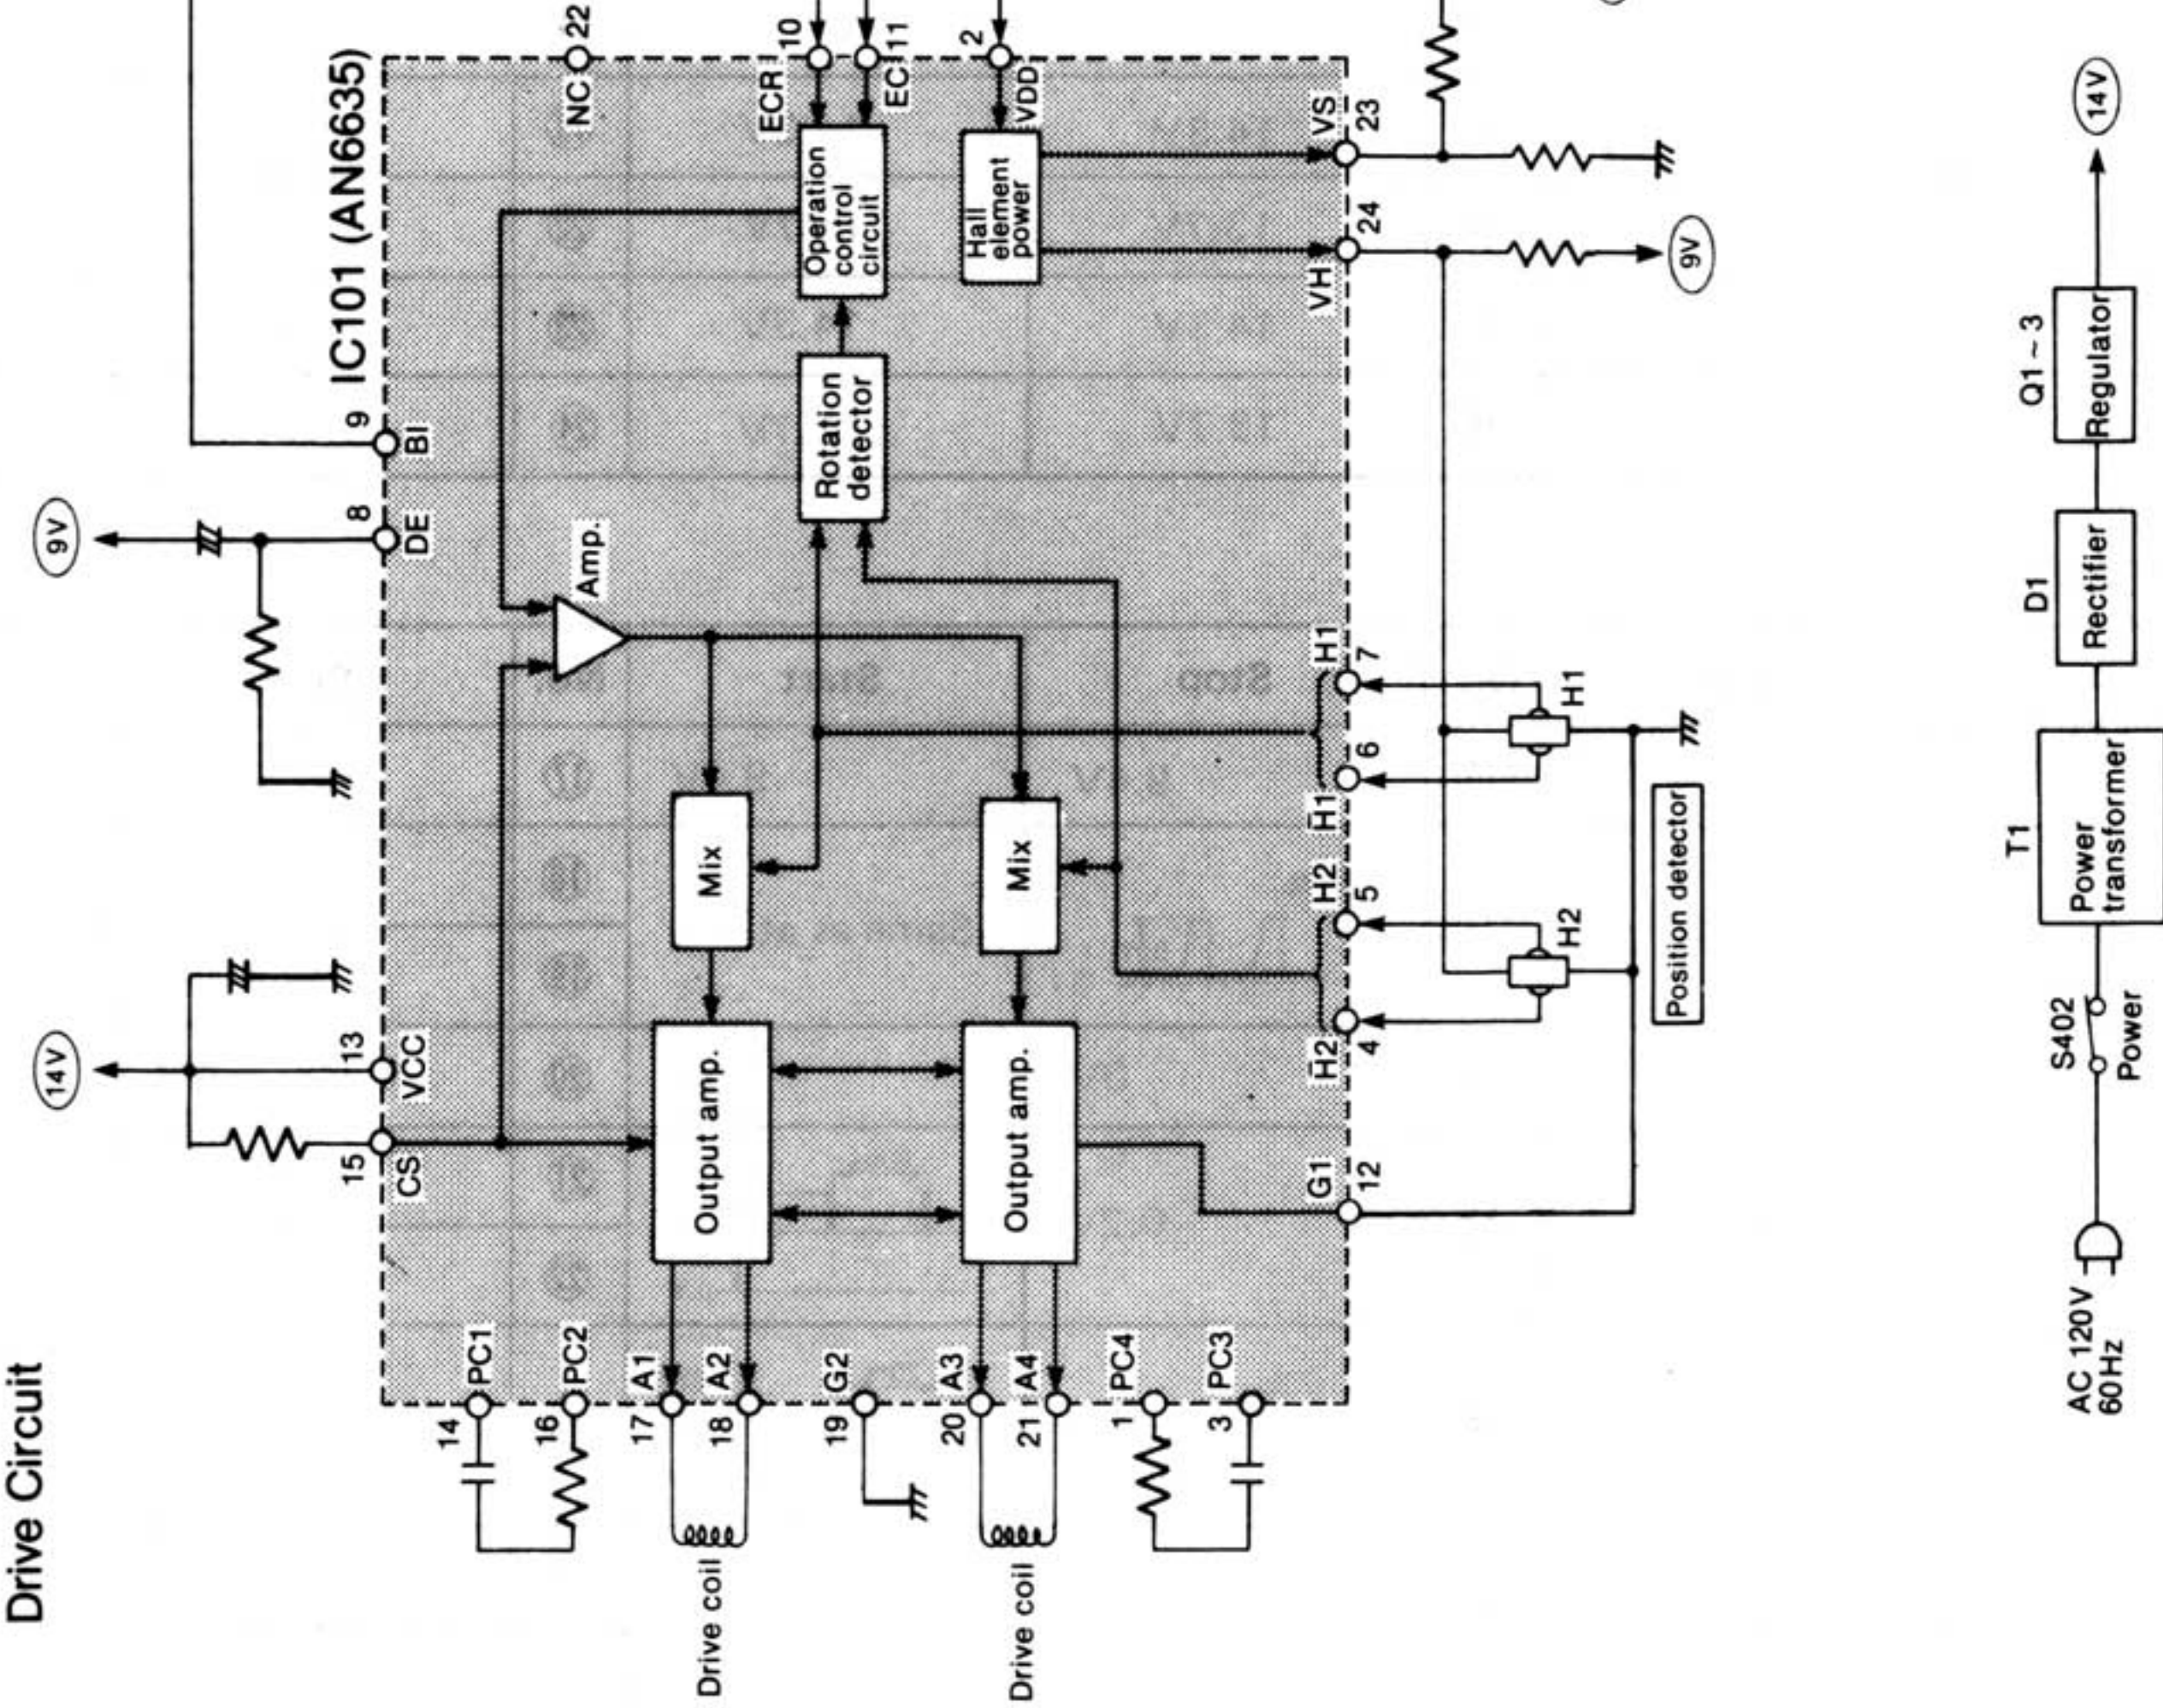 Drive Circuit
14V
9V
15
CS
13
VCC
8
DE
9
BI
IC101 (AN6635)
14
PC1
16
PC2
17
A1
18
A2
19
G2
20
A3
21
A4
1
PC4
3
PC3
Drive coil
Drive coil
Output amp.
Output amp.
Mix
Mix
Amp.
Rotation
detector
Operation
control
circuit
Hall
element
power
NC
22
ECR
10
EC
11
VDD
2
VS
23
VH
24
9V
G1
12
H2
4
H2
5
H1
6
H1
7
H2
H1
Position detector
AC 120V
60Hz
S402
Power
T1
Power
transformer
D1
Rectifier
Q1 ~ 3
Regulator
14V
Stop
Start